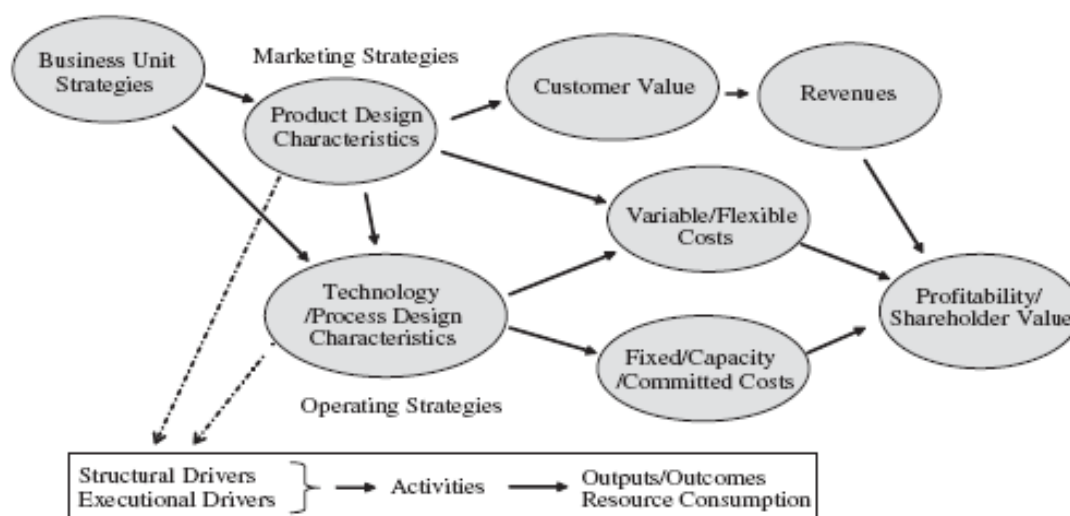 Business Unit
Strategies
Marketing Strategies
Product Design
Characteristics
Customer Value
Revenues
Variable/Flexible
Costs
Technology
/Process Design
Characteristics
Profitability/
Shareholder Value
Fixed/Capacity
/Committed Costs
Operating Strategies
Structural Drivers
Executional Drivers
Activities
Outputs/Outcomes
Resource Consumption